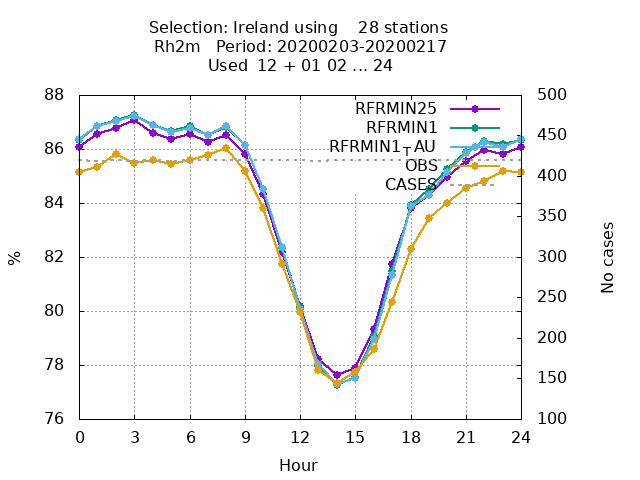 Selection: Ireland using    28 stations
Rh2m   Period: 20200203-20200217
Used  12 + 01 02 ... 24
88
86
84
82
80
78
76
%
500
450
400
350
300
250
200
150
100
No cases
RFRMIN25
RFRMIN1
RFRMIN1┬AU
OBS
CASES
0 3 6 9 12 15 18 21 24
Hour